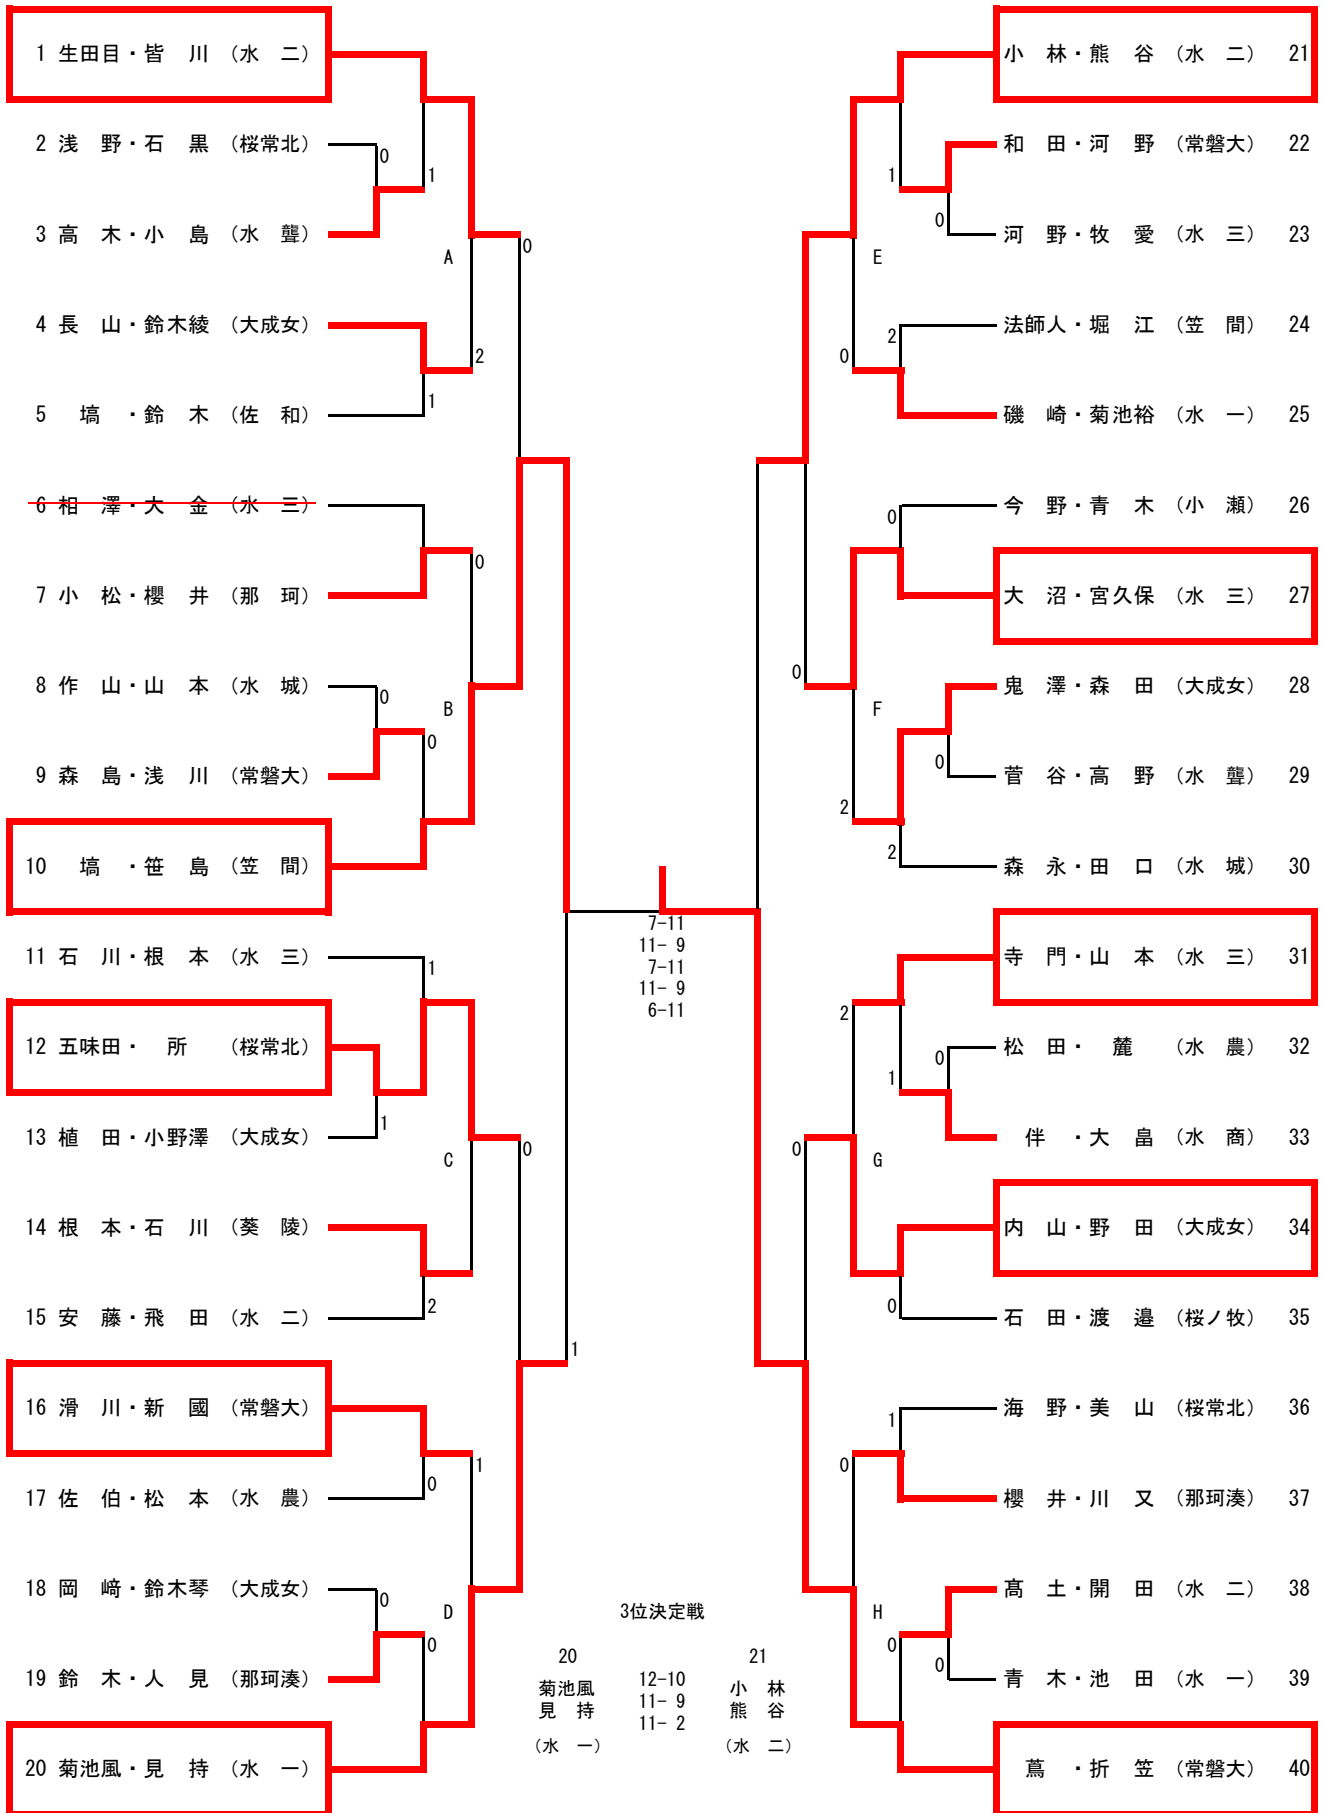 1 生田目・皆　川 (水　二)
2 浅　野・石　黒 (桜常北)
0
1
3 高　木・小　島 (水　聾)
A
0
4 長　山・鈴木綾 (大成女)
2
1
5 塙　・鈴　木 (佐　和)
6 相　澤・大　金 (水　三)
0
7 小　松・櫻　井 (那　珂)
8 作　山・山　本 (水　城)
0
B
0
9 森　島・浅　川 (常磐大)
10 塙　・笹　島 (笠　間)
11 石　川・根　本 (水　三)
1
12 五味田・　所 (桜常北)
1
13 植　田・小野澤 (大成女)
C
0
14 根　本・石　川 (葵　陵)
2
15 安　藤・飛　田 (水　二)
1
16 滑　川・新　國 (常磐大)
1
0
17 佐　伯・松　本 (水　農)
18 岡　﨑・鈴木琴 (大成女)
0
D
0
19 鈴　木・人　見 (那珂湊)
20 菊池風・見　持 (水　一)
7-11
11- 9
7-11
11- 9
6-11
3位決定戦
20　21
菊池風　12-10　小　林
見　持　11- 9　熊　谷
11- 2
(水　一)　(水　二)
小　林・熊　谷 (水　二) 21
和　田・河　野 (常磐大) 22
1
0
河　野・牧　愛 (水　三) 23
E
法師人・堀　江 (笠　間) 24
2
0
磯　崎・菊池裕 (水　一) 25
今　野・青　木 (小　瀬) 26
0
大　沼・宮久保 (水　三) 27
0
鬼　澤・森　田 (大成女) 28
F
0
菅　谷・高　野 (水　聾) 29
2
2
森　永・田　口 (水　城) 30
寺　門・山　本 (水　三) 31
2
松　田・　麓 (水　農) 32
0
1
伴　・大　畠 (水　商) 33
0
G
内　山・野　田 (大成女) 34
0
石　田・渡　邉 (桜ノ牧) 35
海　野・美　山 (桜常北) 36
1
0
櫻　井・川　又 (那珂湊) 37
髙　土・開　田 (水　二) 38
H
0
0
青　木・池　田 (水　一) 39
蔦　・折　笠 (常磐大) 40